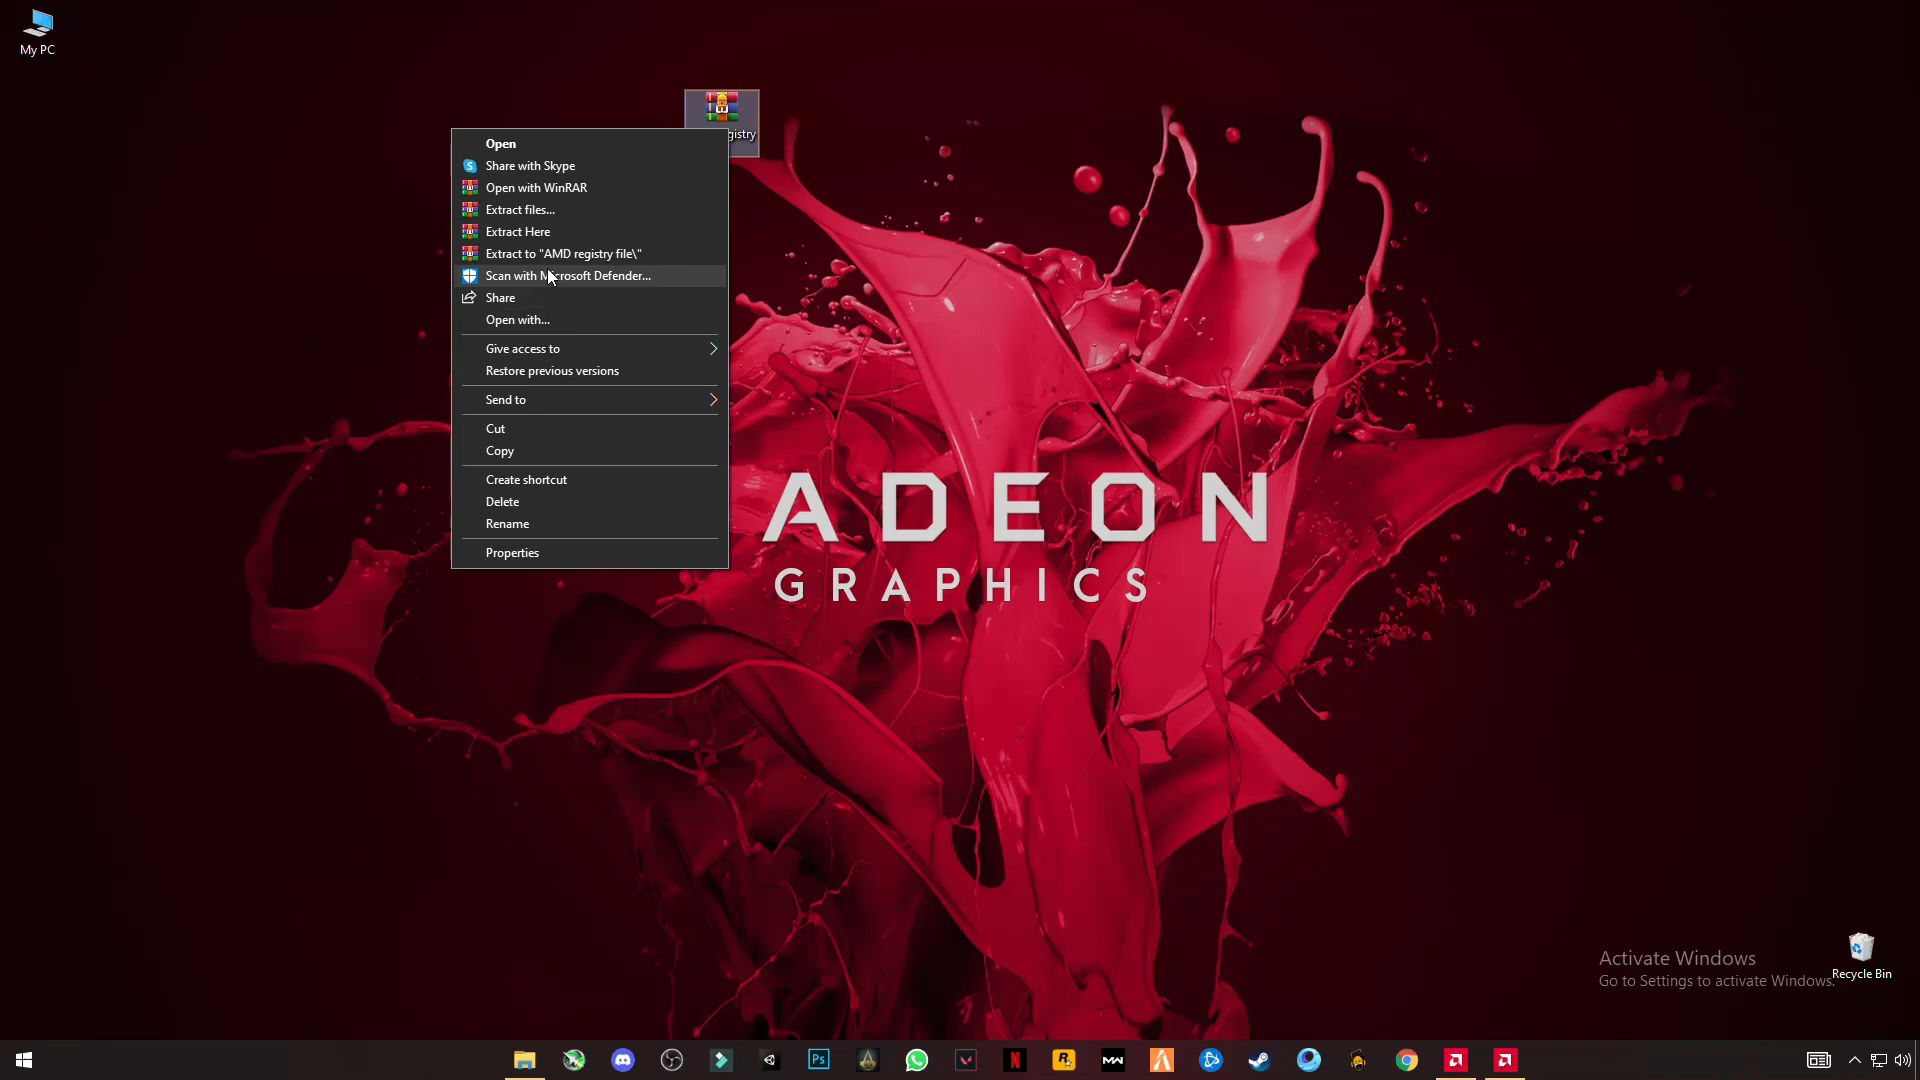 My PC
gistry
Open
Share with Skype
Open with WinRAR
Extract files...
Extract Here
Extract to "AMD registry file\"
Scan with Microsoft Defender...
Share
Open with...
Give access to
Restore previous versions
Send to
Cut
Copy
Create shortcut
Delete
Rename
Properties
ADEON
GRAPHICS
Activate Windows
Go to Settings to activate Windows.
Recycle Bin
Ps
N
R
MW